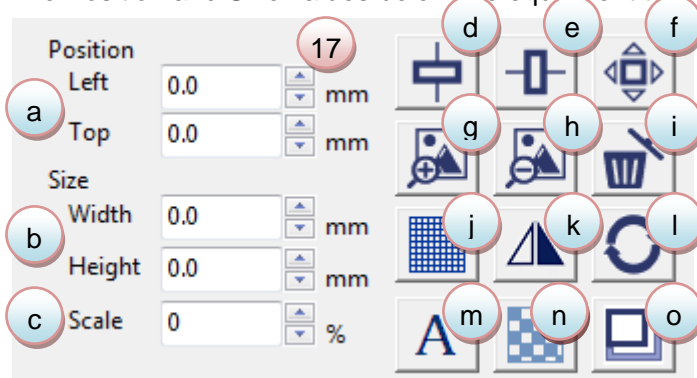 17 d e f
Position
a Left 0.0 mm
Top 0.0 mm
g h i
Size
b Width 0.0 mm
Height 0.0 mm
j k l
c Scale 0 %
A m n o